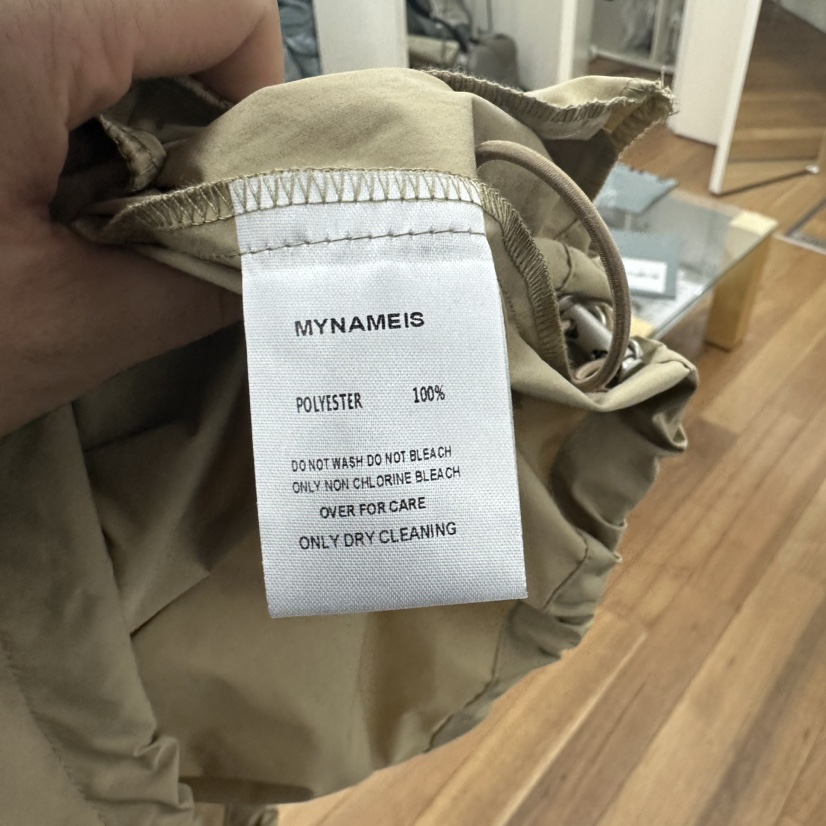 MYNAMEIS
POLYESTER 100%
DO NOT WASH DO NOT BLEACH
ONLY NON CHLORINE BLEACH
OVER FOR CARE
ONLY DRY CLEANING